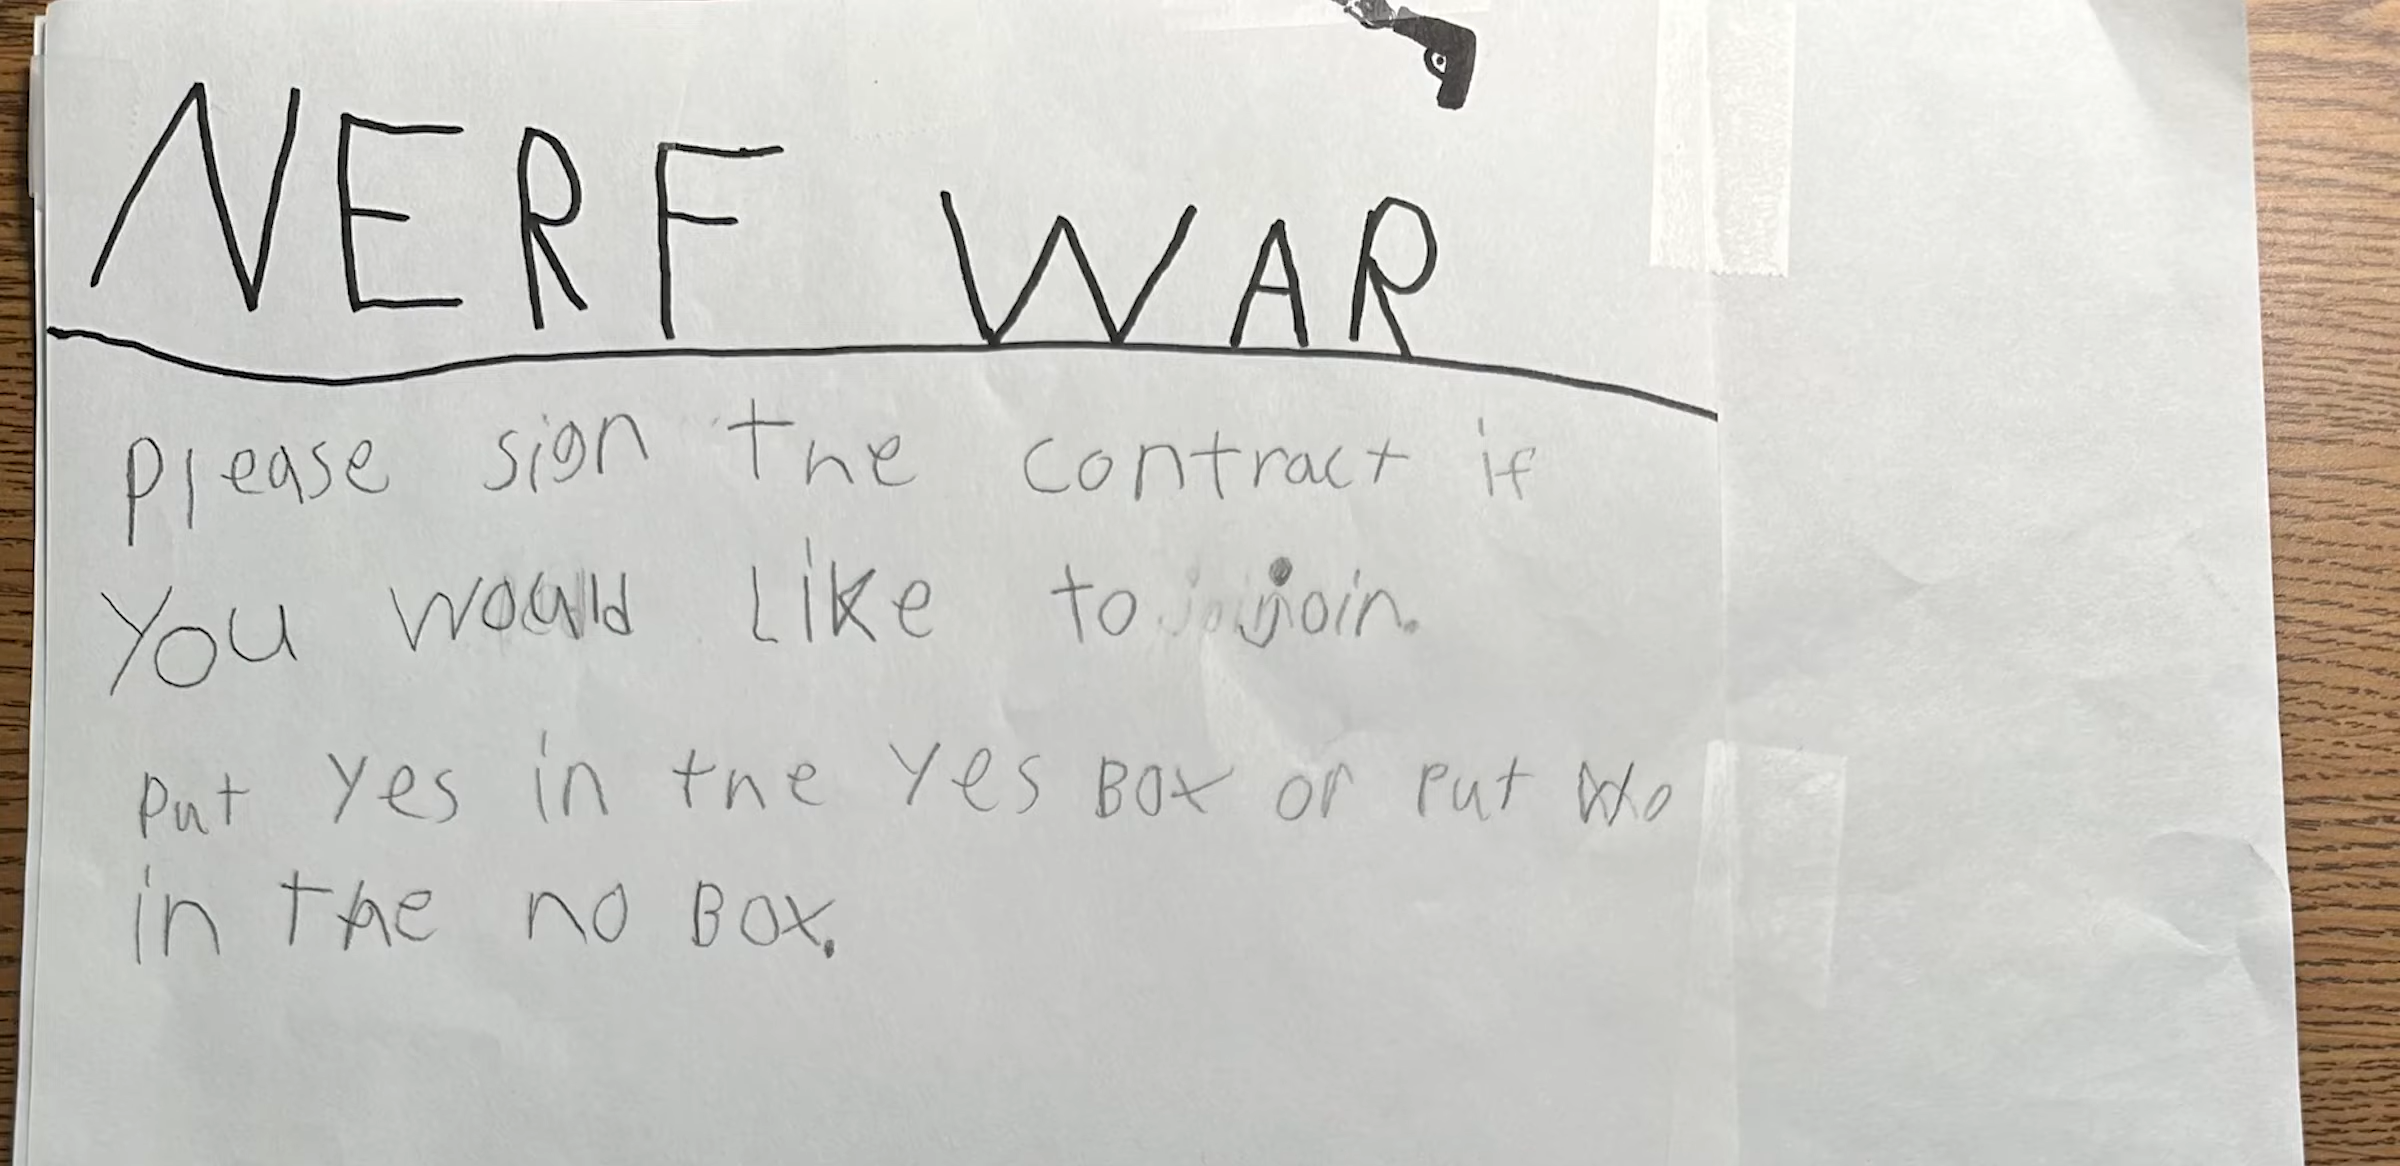 NERF WAR
Please sign the contract if
You would Like to join.
Put Yes in the Yes Box or Put No
in the no Box.